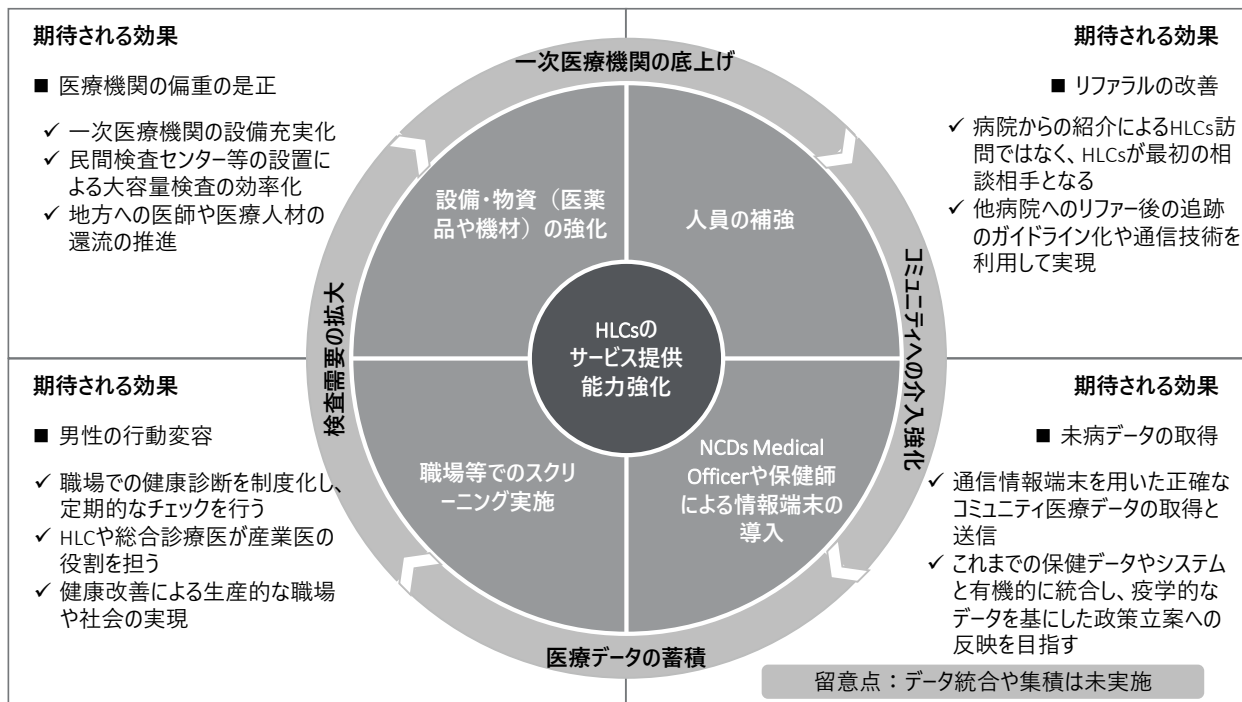 期待される効果
■ 医療機関の偏重の是正
✓ 一次医療機関の設備充実化
✓ 民間検査センター等の設置に
よる大容量検査の効率化
✓ 地方への医師や医療人材の
還流の推進
一次医療機関の底上げ
期待される効果
■ リファラルの改善
✓ 病院からの紹介によるHLCs訪
問ではなく、HLCsが最初の相
談相手となる
✓ 他病院へのリファー後の追跡
のガイドライン化や通信技術を
利用して実現
設備・物資（医薬
品や機材）の強化
人員の補強
HLCsの
サービス提供
能力強化
検査需要の拡大
コミュニティへの介入強化
期待される効果
■ 男性の行動変容
✓ 職場での健康診断を制度化し、
定期的なチェックを行う
✓ HLCや総合診療医が産業医の
役割を担う
✓ 健康改善による生産的な職場
や社会の実現
職場等でのスクリ
ーニング実施
NCDs Medical
Officerや保健師
による情報端末の
導入
期待される効果
■ 未病データの取得
✓ 通信情報端末を用いた正確な
コミュニティ医療データの取得と
送信
✓ これまでの保健データやシステム
と有機的に統合し、疫学的な
データを基にした政策立案への
反映を目指す
医療データの蓄積
留意点：データ統合や集積は未実施